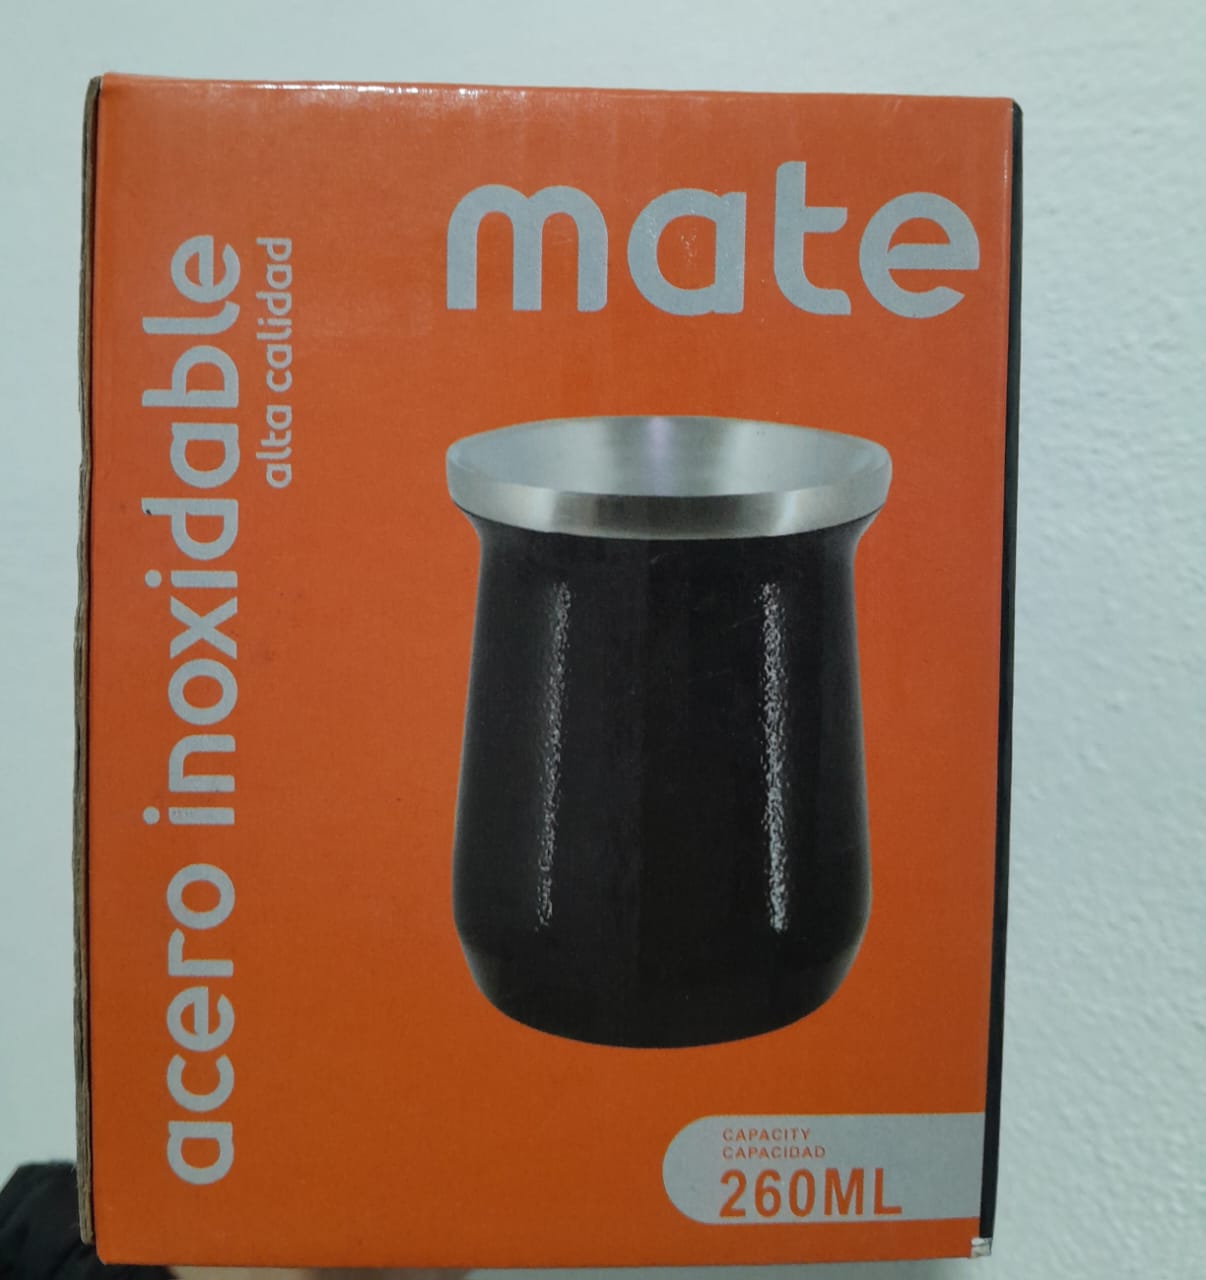 mate
acero inoxidable
alta calidad
CAPACITY
CAPACIDAD
260ML